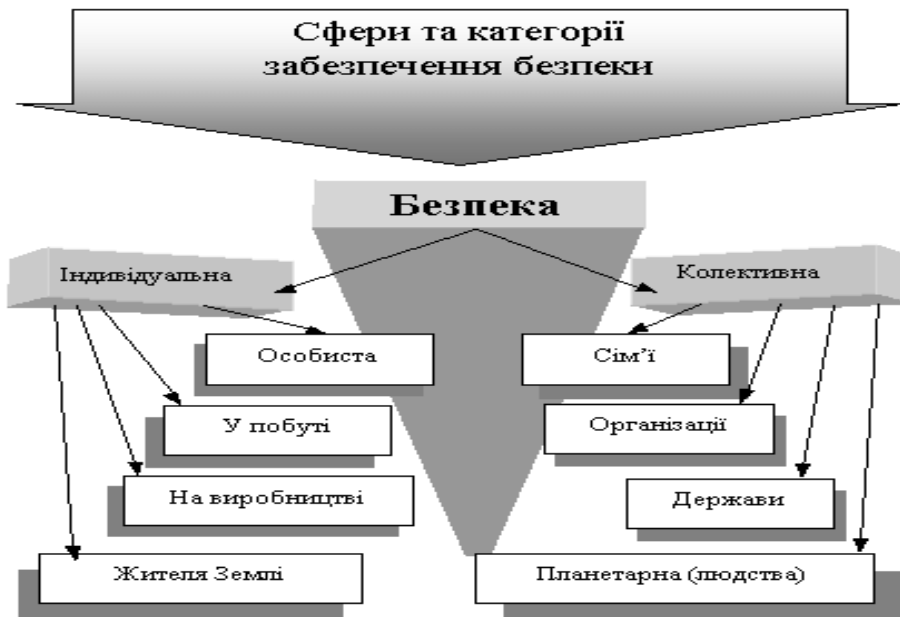 Сфери та категорії
забезпечення безпеки
Безпека
Індивідуальна
Колективна
Особиста
Сім’ї
У побуті
Організації
На виробництві
Держави
Жителя Землі
Планетарна (людства)